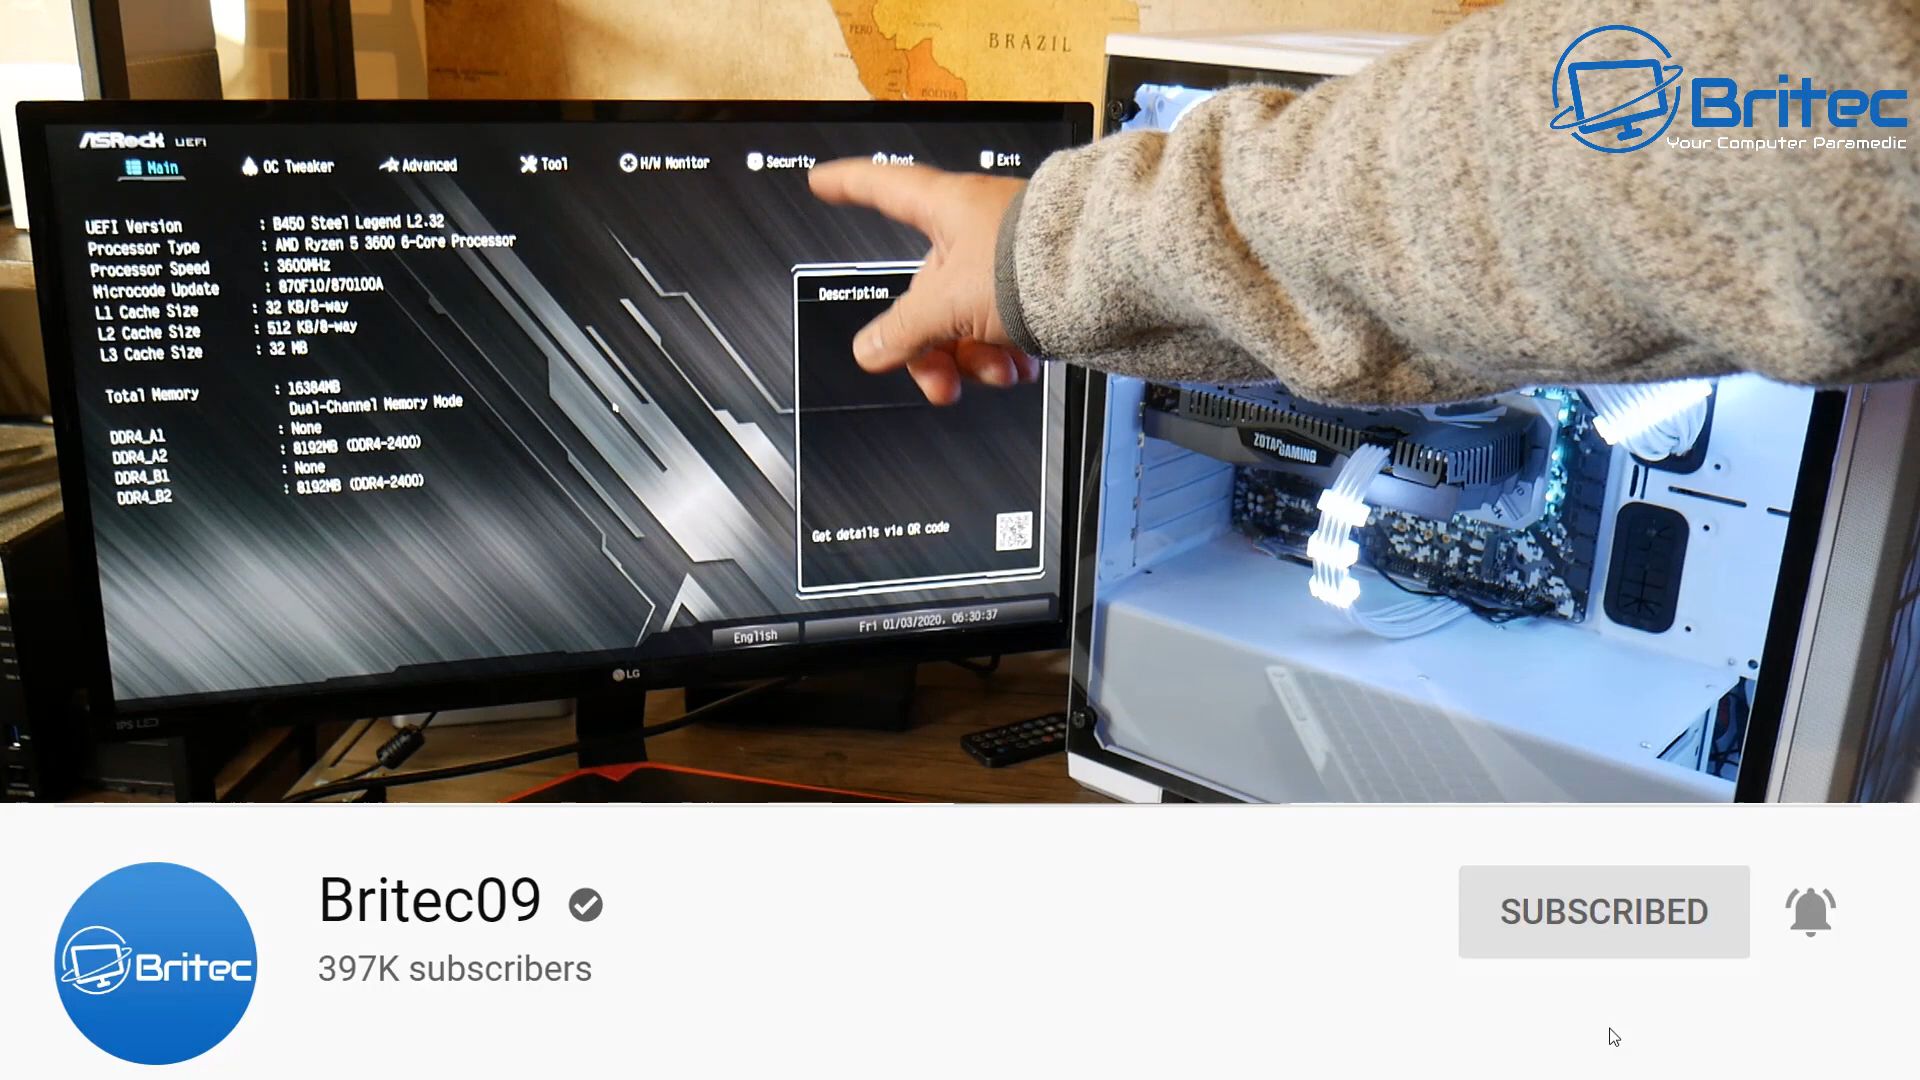 PERU
BRAZIL
BOLIVIA
Britec
Your Computer Paramedic
ASRock UEFI
Main
OC Tweaker
Advanced
Tool
H/W Monitor
Security
Boot
Exit
UEFI Version : B450 Steel Legend L2.32
Processor Type : AMD Ryzen 5 3600 6-Core Processor
Processor Speed : 3600MHz
Microcode Update : 870F10/870100A
L1 Cache Size : 32 KB/8-way
L2 Cache Size : 512 KB/8-way
L3 Cache Size : 32 MB
Total Memory : 16384MB
Dual-Channel Memory Mode
DDR4_A1 : None
DDR4_A2 : 8192MB (DDR4-2400)
DDR4_B1 : None
DDR4_B2 : 8192MB (DDR4-2400)
Description
Get details via QR code
English
Fri 01/03/2020, 06:30:37
LG
IPS LED
ZOTAC GAMING
Britec
Britec09
397K subscribers
SUBSCRIBED